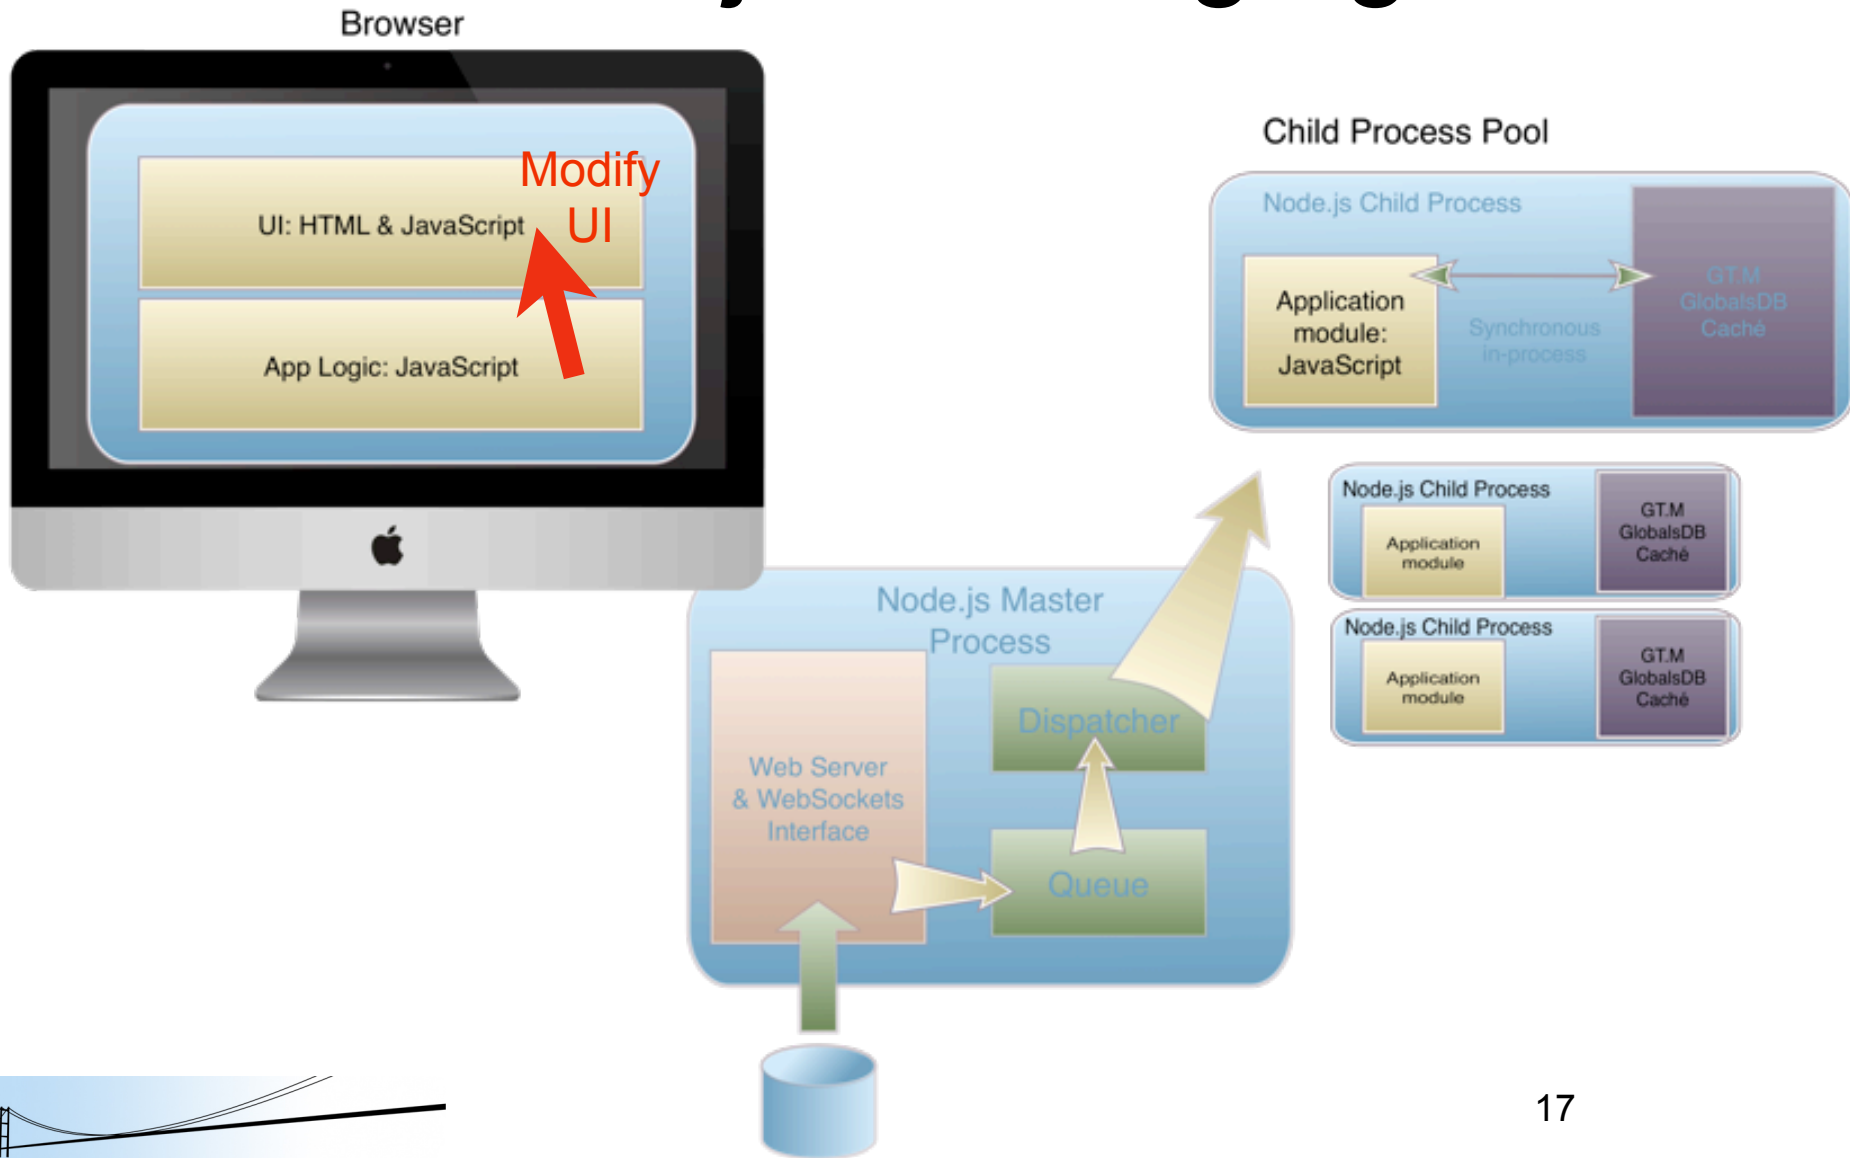 Browser
Modify
UI
UI: HTML & JavaScript
App Logic: JavaScript
Child Process Pool
Node.js Child Process
Application
module:
JavaScript
Synchronous
in-process
GT.M
GlobalsDB
Caché
Node.js Child Process
Application
module
GT.M
GlobalsDB
Caché
Node.js Child Process
Application
module
GT.M
GlobalsDB
Caché
Node.js Master
Process
Web Server
& WebSockets
Interface
Dispatcher
Queue
17